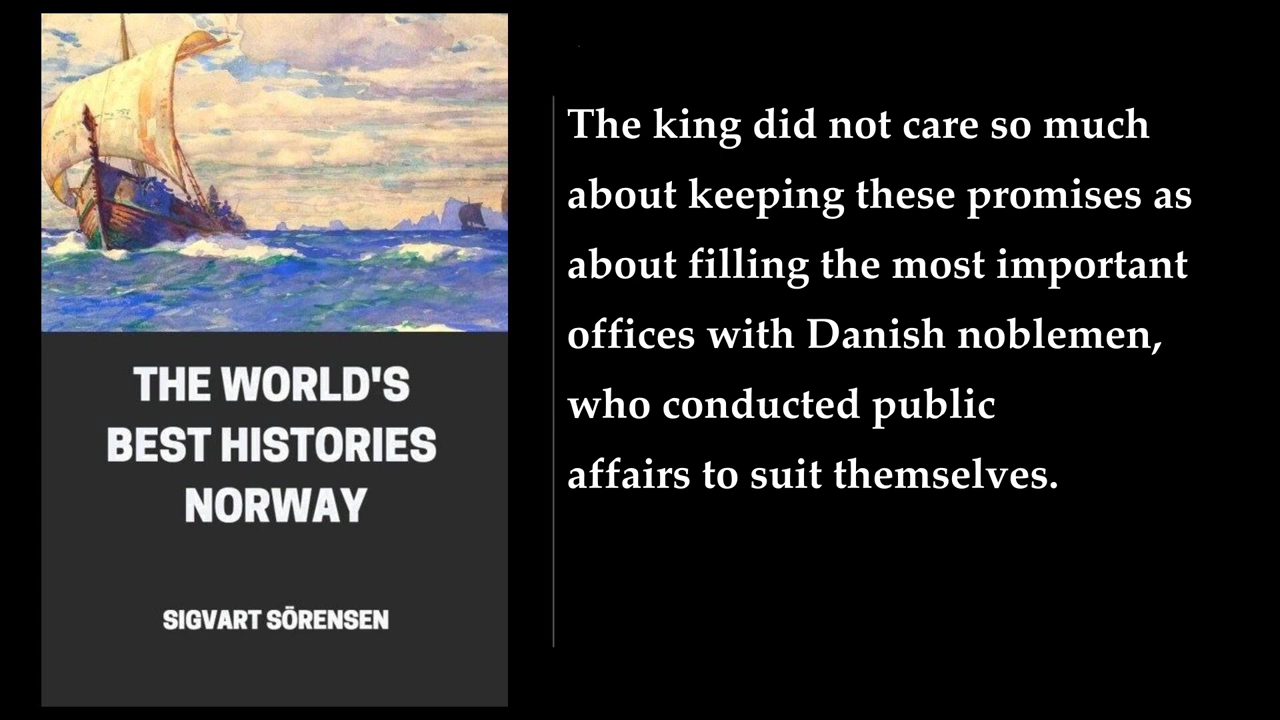 THE WORLD'S
BEST HISTORIES
NORWAY
SIGVART SÖRENSEN
The king did not care so much
about keeping these promises as
about filling the most important
offices with Danish noblemen,
who conducted public
affairs to suit themselves.